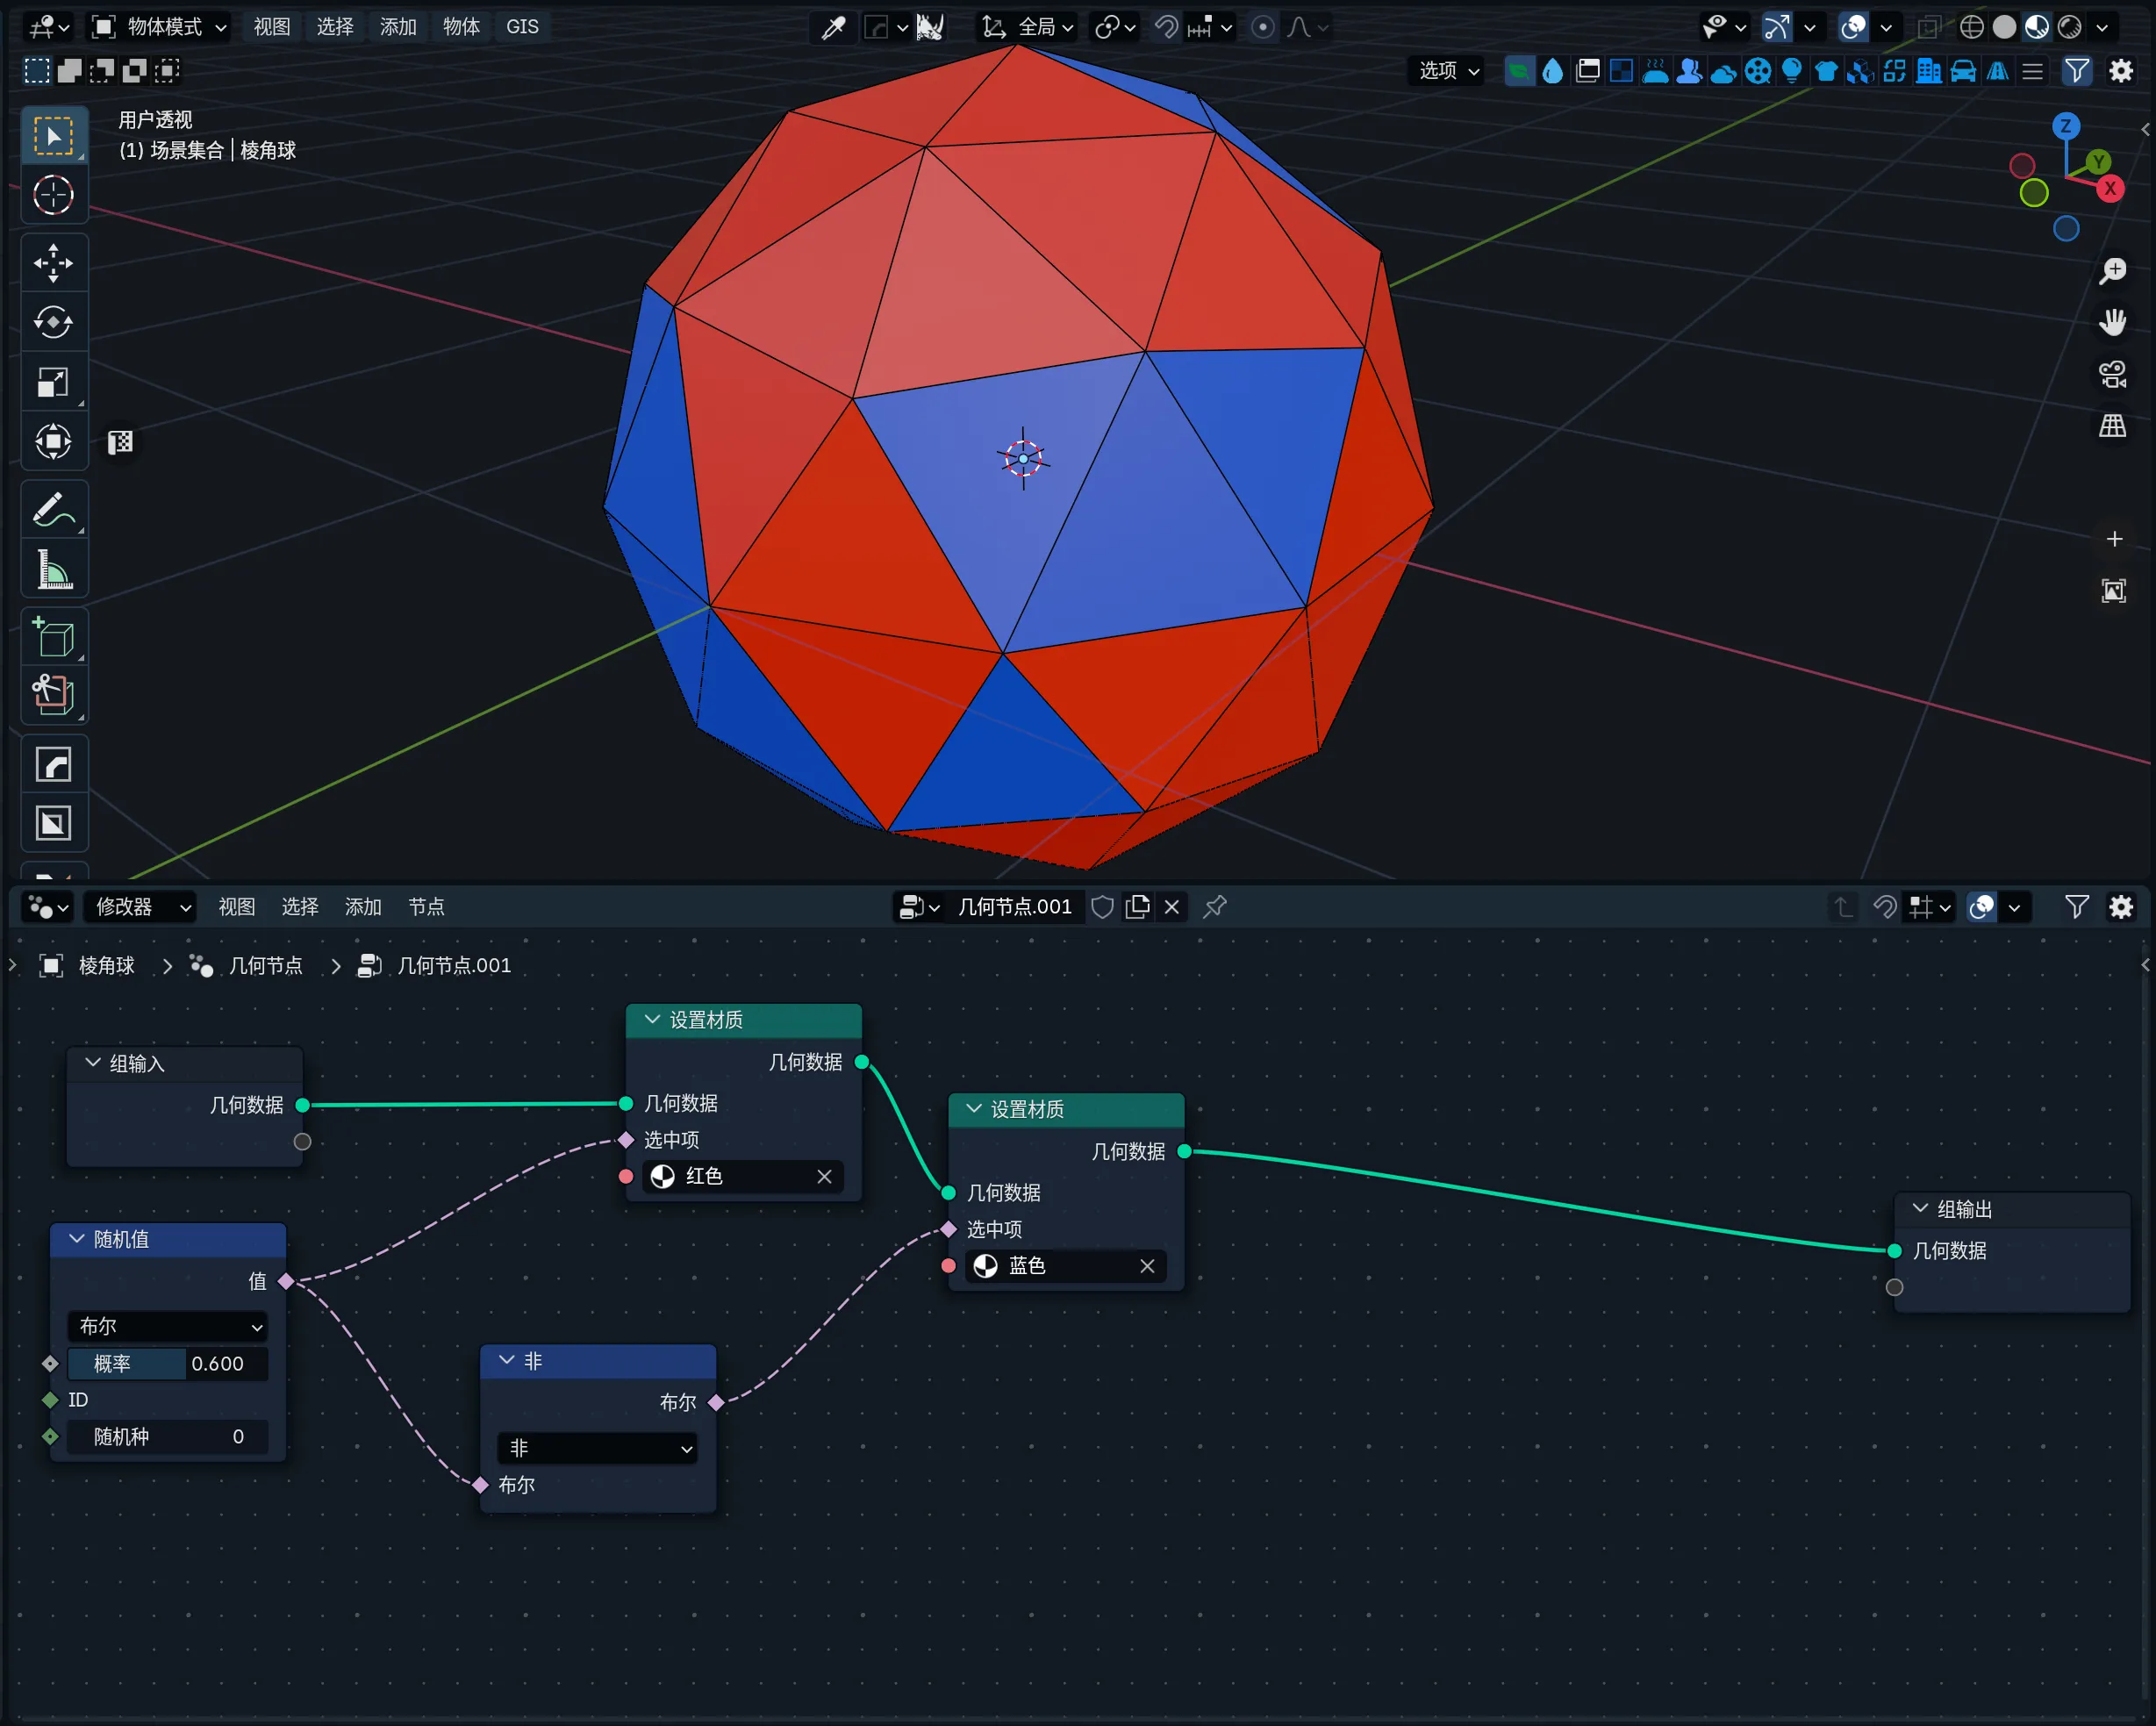 物体模式 视图 选择 添加 物体 GIS 全局
选项
用户透视
(1) 场景集合 | 棱角球
Z
Y
X
修改器 视图 选择 添加 节点 几何节点.001
棱角球 几何节点 几何节点.001
设置材质
几何数据
几何数据
选中项
红色
组输入
几何数据
设置材质
几何数据
几何数据
选中项
蓝色
组输出
几何数据
随机值
值
布尔
概率 0.600
ID
随机种 0
非
布尔
非
布尔